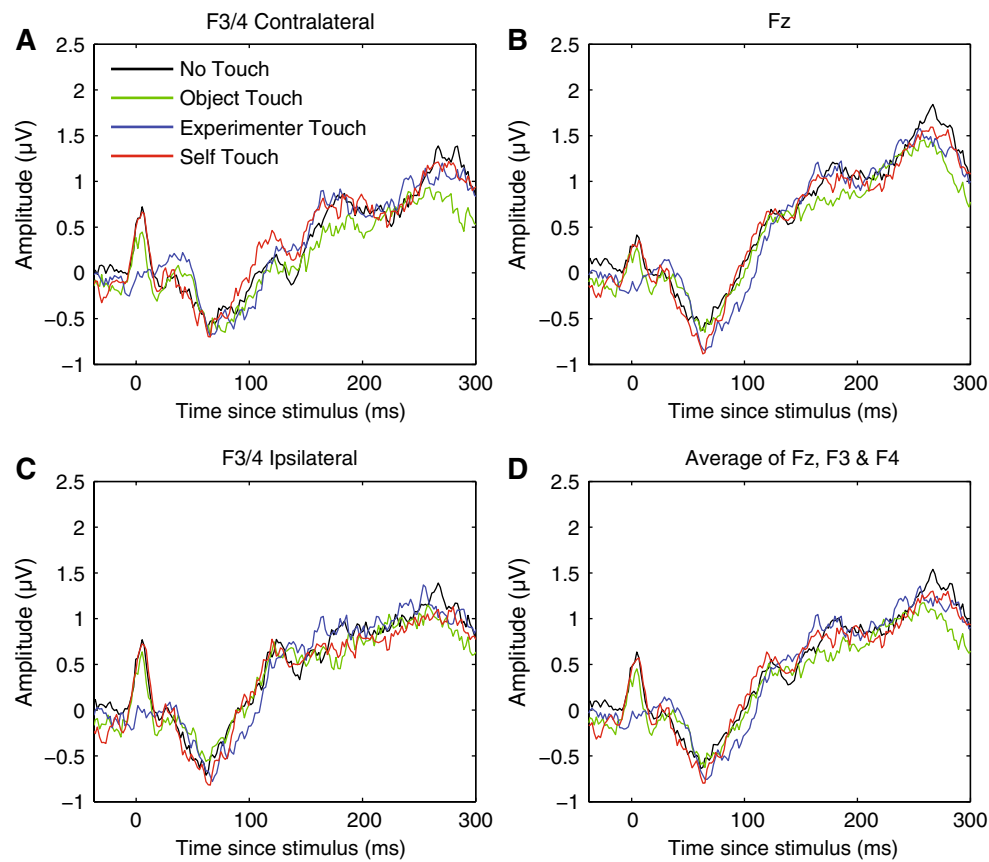 A
F3/4 Contralateral
2.5
2
1.5
1
0.5
0
−0.5
−1
Amplitude (µV)
No Touch
Object Touch
Experimenter Touch
Self Touch
0
100
200
300
Time since stimulus (ms)
B
Fz
2.5
2
1.5
1
0.5
0
−0.5
−1
Amplitude (µV)
0
100
200
300
Time since stimulus (ms)
C
F3/4 Ipsilateral
2.5
2
1.5
1
0.5
0
−0.5
−1
Amplitude (µV)
0
100
200
300
Time since stimulus (ms)
D
Average of Fz, F3 & F4
2.5
2
1.5
1
0.5
0
−0.5
−1
Amplitude (µV)
0
100
200
300
Time since stimulus (ms)